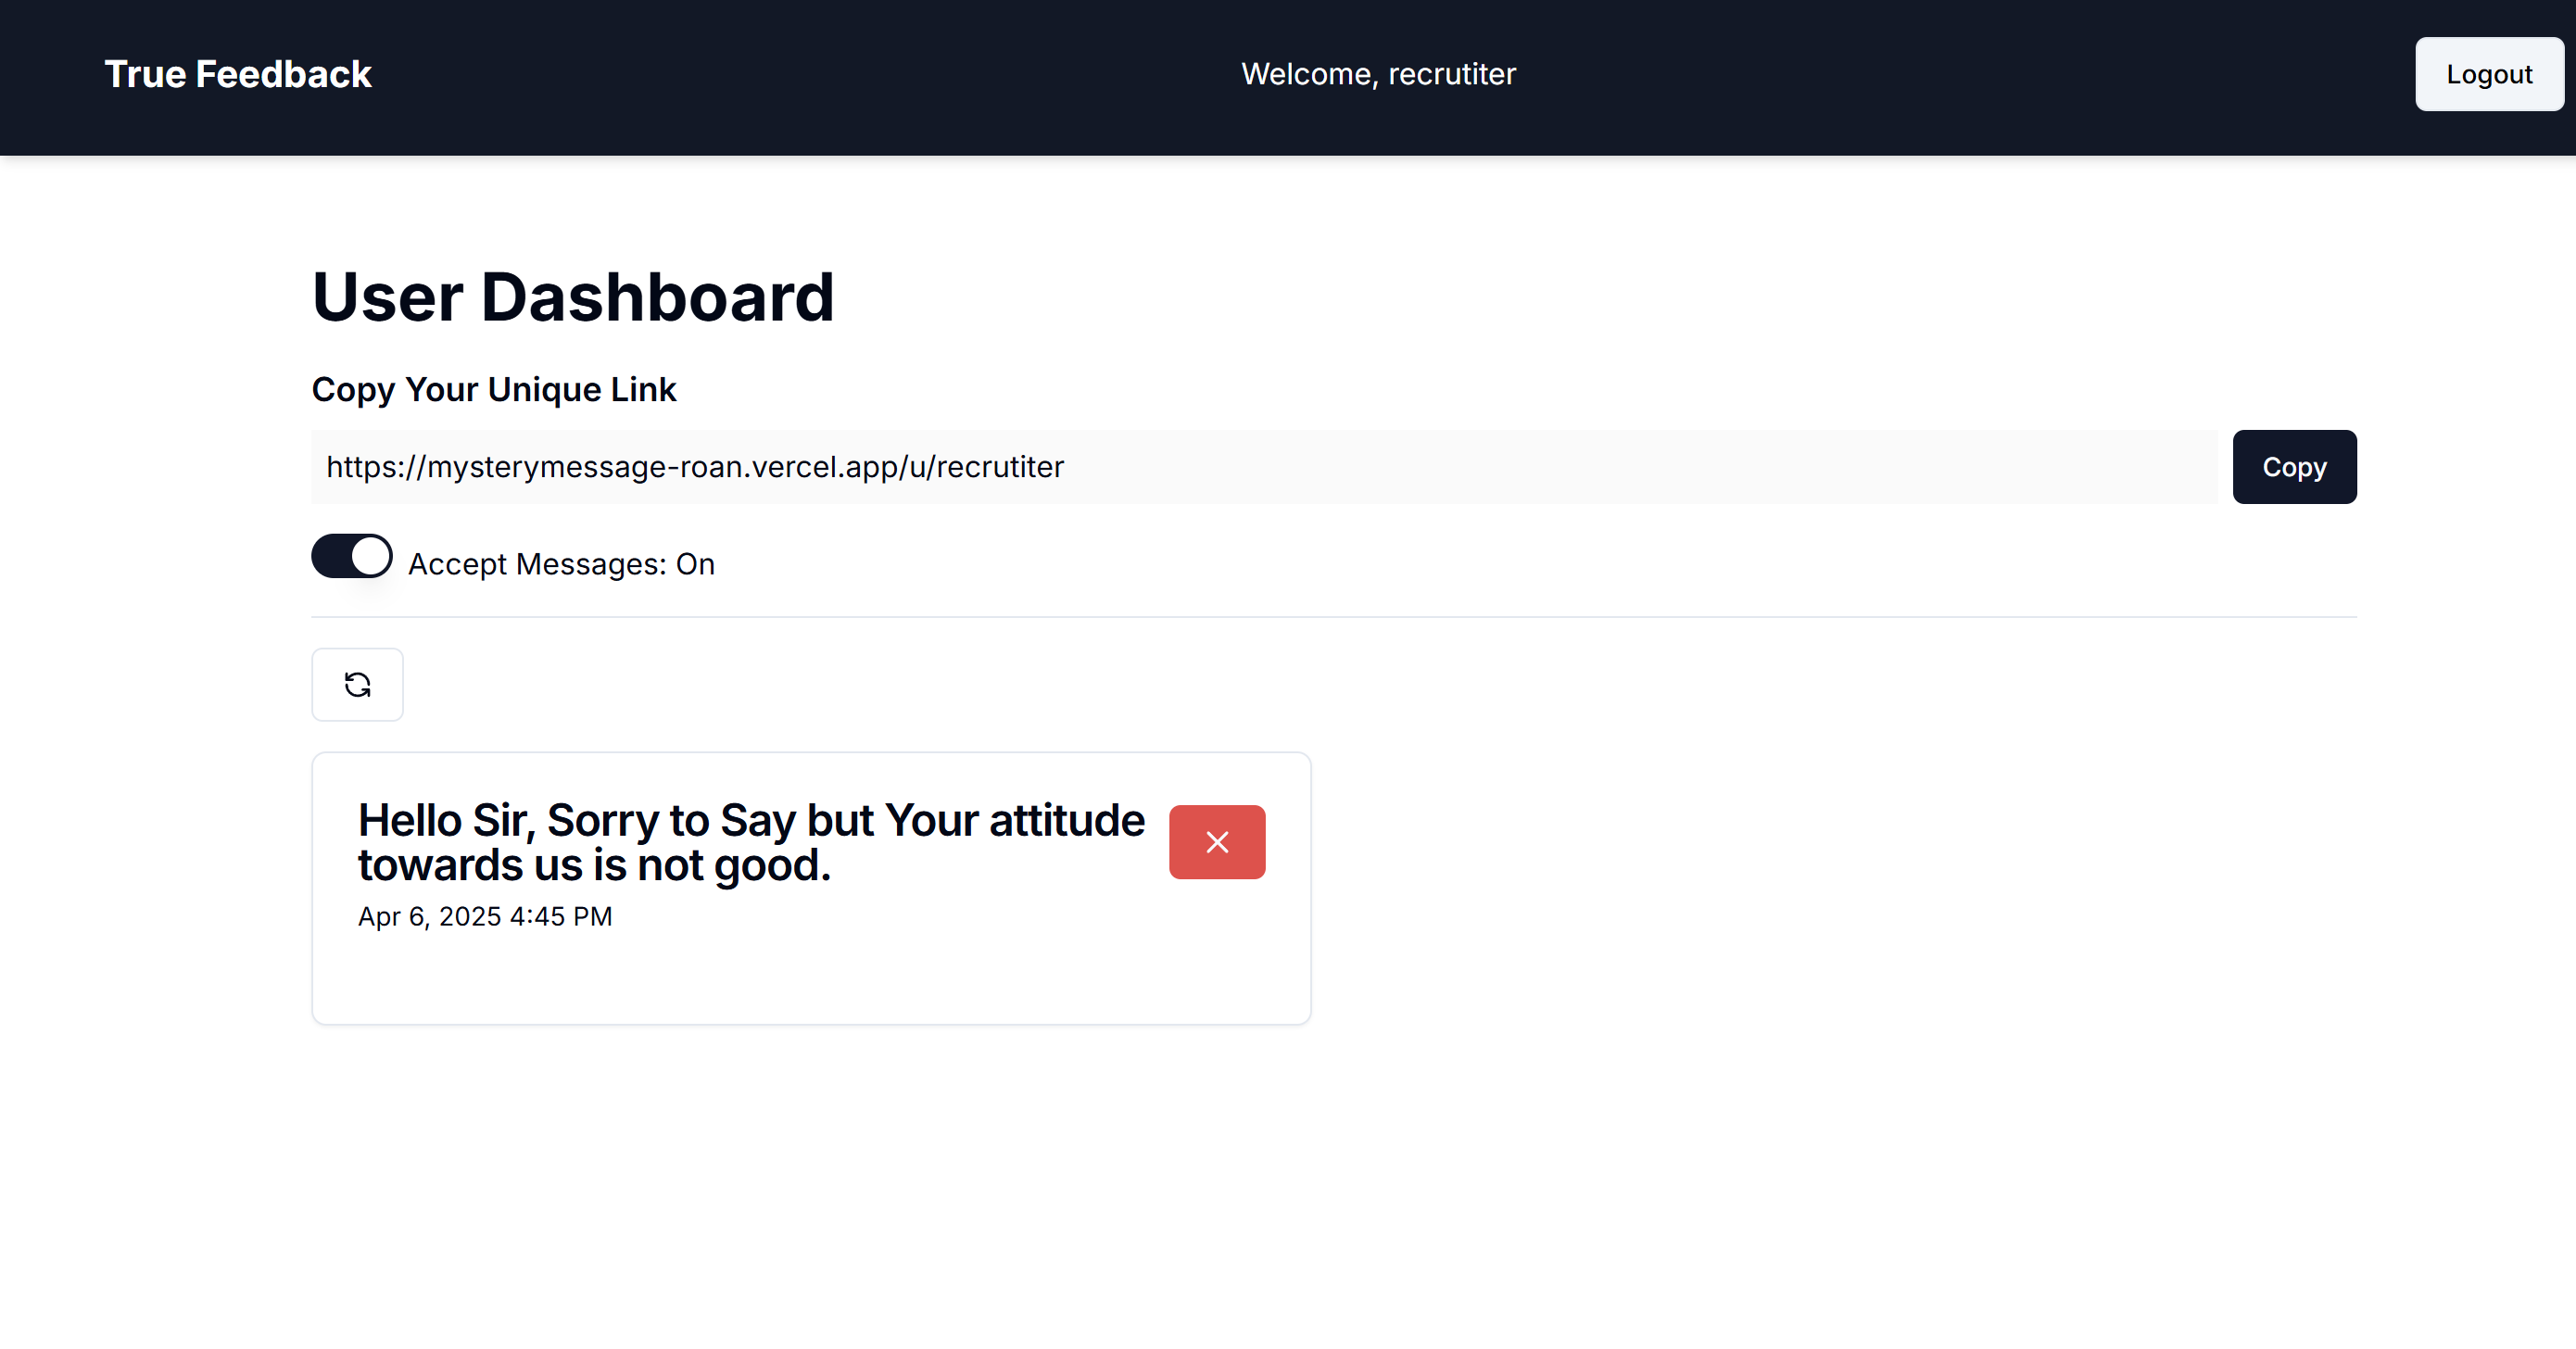 True Feedback
Welcome, recrutiter
Logout
User Dashboard
Copy Your Unique Link
https://mysterymessage-roan.vercel.app/u/recrutiter
Copy
Accept Messages: On
Hello Sir, Sorry to Say but Your attitude
towards us is not good.
Apr 6, 2025 4:45 PM